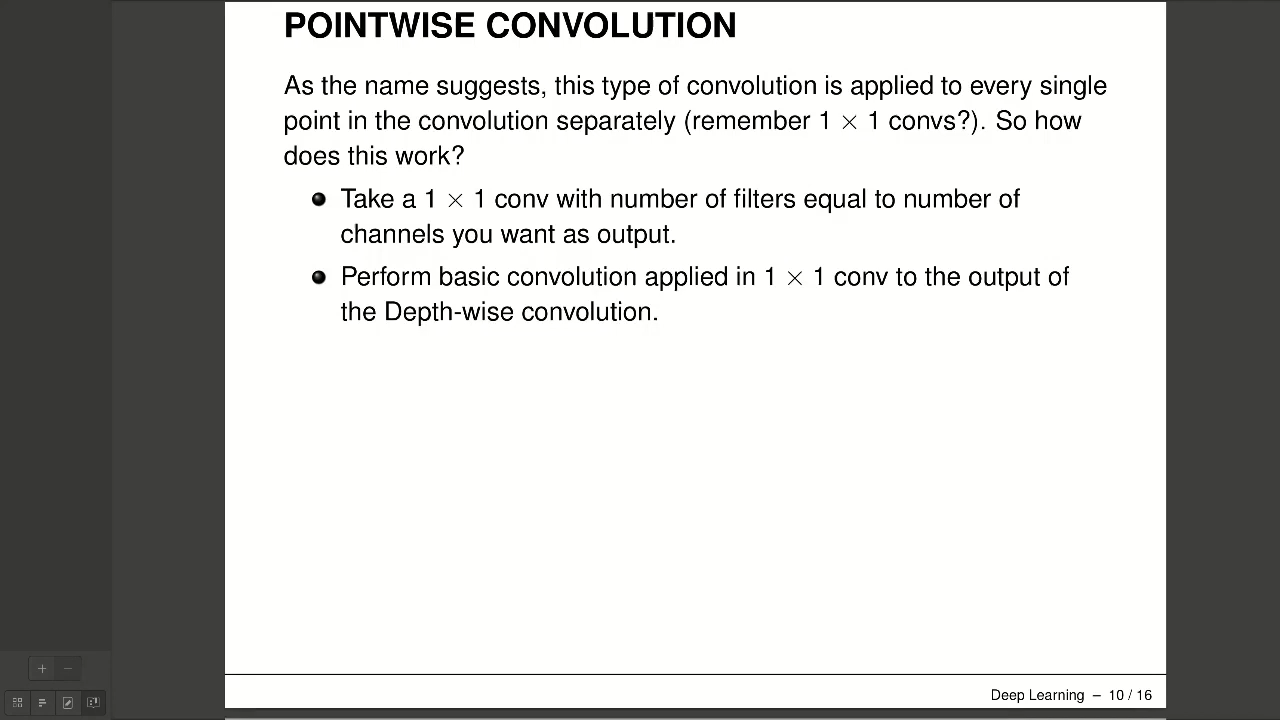 POINTWISE CONVOLUTION
As the name suggests, this type of convolution is applied to every single
point in the convolution separately (remember 1 × 1 convs?). So how
does this work?
Take a 1 × 1 conv with number of filters equal to number of
channels you want as output.
Perform basic convolution applied in 1 × 1 conv to the output of
the Depth-wise convolution.
Deep Learning – 10 / 16